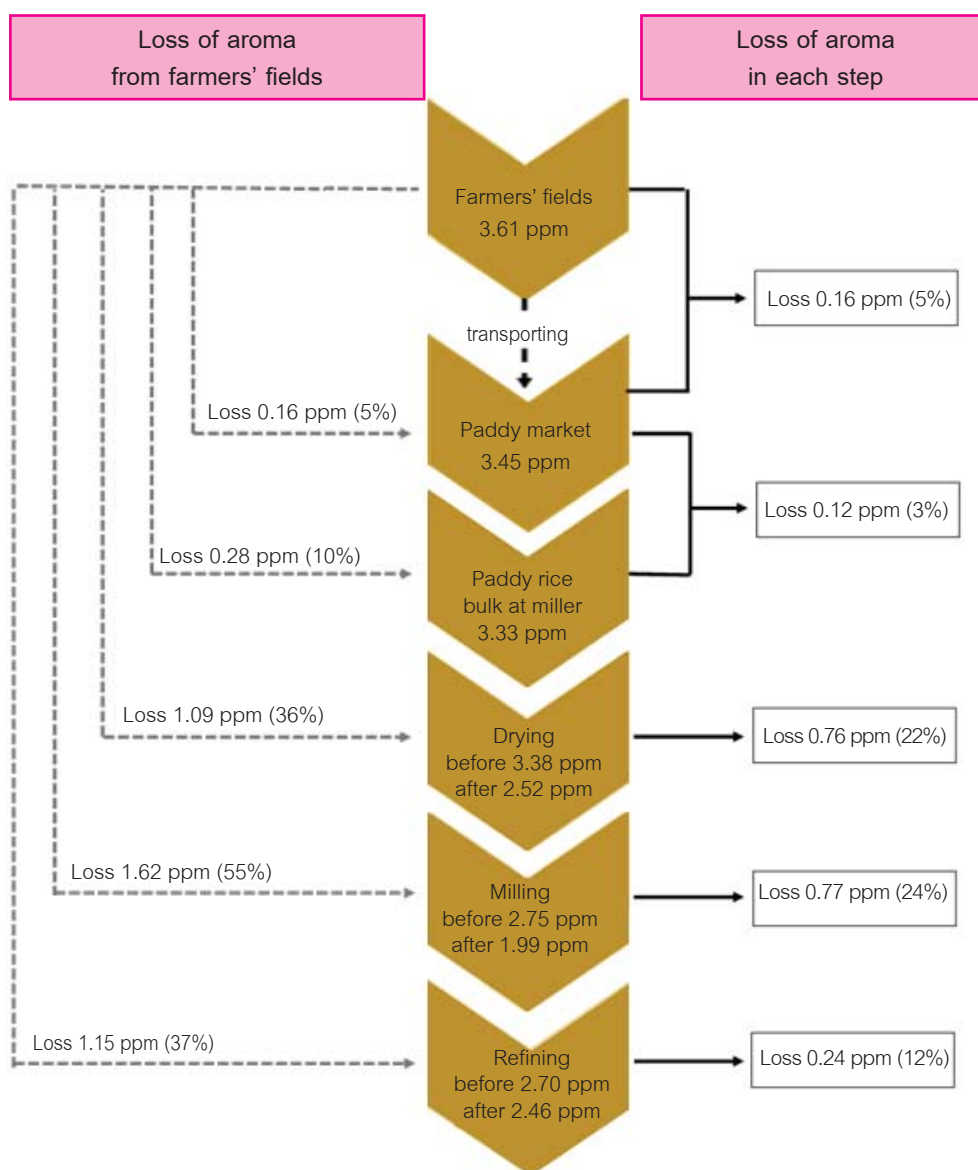 Loss of aroma
from farmers' fields
Loss of aroma
in each step
Farmers' fields
3.61 ppm
Loss 0.16 ppm (5%)
transporting
Loss 0.16 ppm (5%)
Paddy market
3.45 ppm
Loss 0.12 ppm (3%)
Loss 0.28 ppm (10%)
Paddy rice
bulk at miller
3.33 ppm
Loss 1.09 ppm (36%)
Drying
before 3.38 ppm
after 2.52 ppm
Loss 0.76 ppm (22%)
Loss 1.62 ppm (55%)
Milling
before 2.75 ppm
after 1.99 ppm
Loss 0.77 ppm (24%)
Loss 1.15 ppm (37%)
Refining
before 2.70 ppm
after 2.46 ppm
Loss 0.24 ppm (12%)